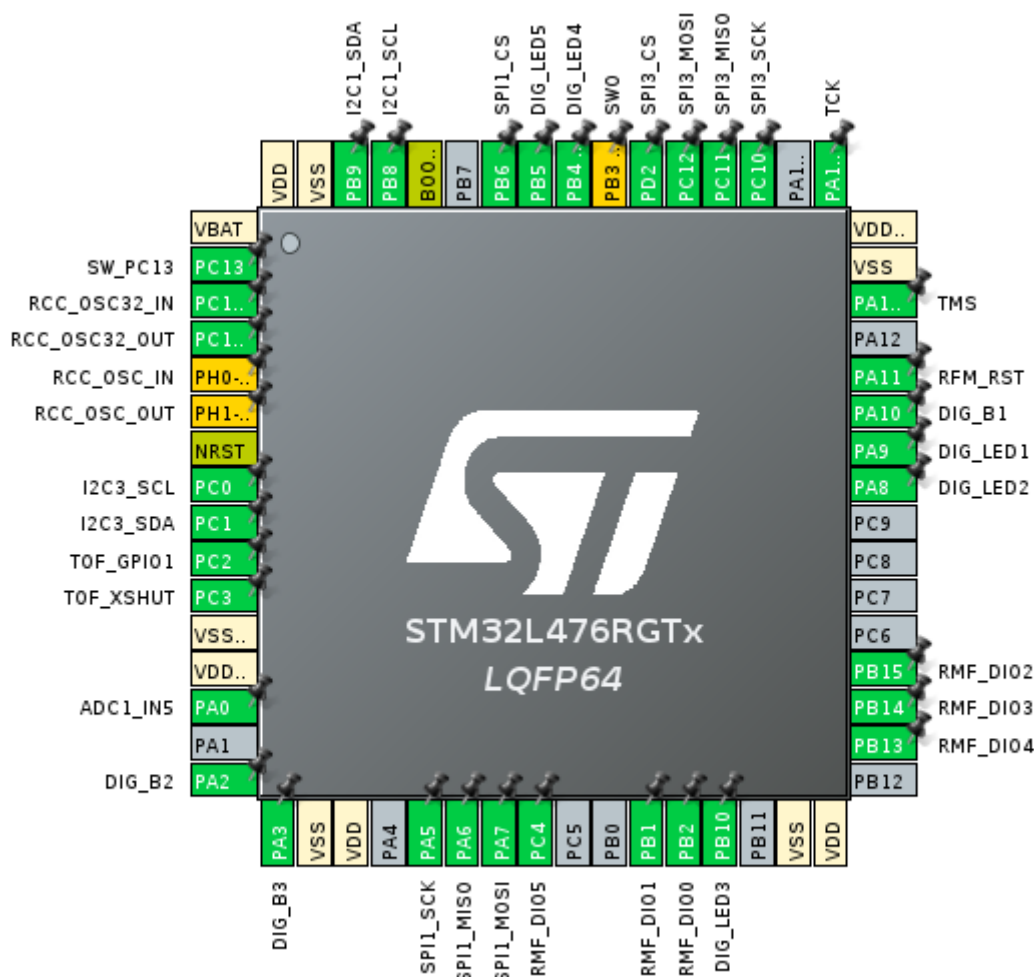 I2C1_SDA
I2C1_SCL
SPI1_CS
DIG_LED5
DIG_LED4
SWO
SPI3_CS
SPI3_MOSI
SPI3_MISO
SPI3_SCK
TCK
VDD
VSS
PB9
PB8
BOO..
PB7
PB6
PB5
PB4 ..
PB3 ..
PD2
PC12
PC11
PC10
PA1..
PA1..
VBAT
SW_PC13 PC13
RCC_OSC32_IN PC1..
RCC_OSC32_OUT PC1..
RCC_OSC_IN PH0-..
RCC_OSC_OUT PH1-..
NRST
I2C3_SCL PC0
I2C3_SDA PC1
TOF_GPIO1 PC2
TOF_XSHUT PC3
VSS..
VDD..
ADC1_IN5 PA0
PA1
DIG_B2 PA2
VDD..
VSS
PA1.. TMS
PA12
PA11 RFM_RST
PA10 DIG_B1
PA9 DIG_LED1
PA8 DIG_LED2
PC9
PC8
PC7
PC6
PB15 RMF_DIO2
PB14 RMF_DIO3
PB13 RMF_DIO4
PB12
ST
STM32L476RGTx
LQFP64
PA3
VSS
VDD
PA4
PA5
PA6
PA7
PC4
PC5
PB0
PB1
PB2
PB10
PB11
VSS
VDD
DIG_B3
SPI1_SCK
SPI1_MISO
SPI1_MOSI
RMF_DIO5
RMF_DIO1
RMF_DIO0
DIG_LED3